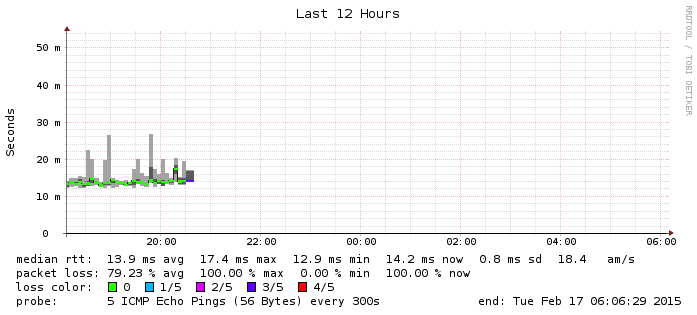 Last 12 Hours
RRDTOOL / TOBI OETIKER
Seconds
50 m
40 m
30 m
20 m
10 m
0
20:00 22:00 00:00 02:00 04:00 06:00
median rtt: 13.9 ms avg 17.4 ms max 12.9 ms min 14.2 ms now 0.8 ms sd 18.4 am/s
packet loss: 79.23 % avg 100.00 % max 0.00 % min 100.00 % now
loss color: 0 1/5 2/5 3/5 4/5
probe: 5 ICMP Echo Pings (56 Bytes) every 300s end: Tue Feb 17 06:06:29 2015